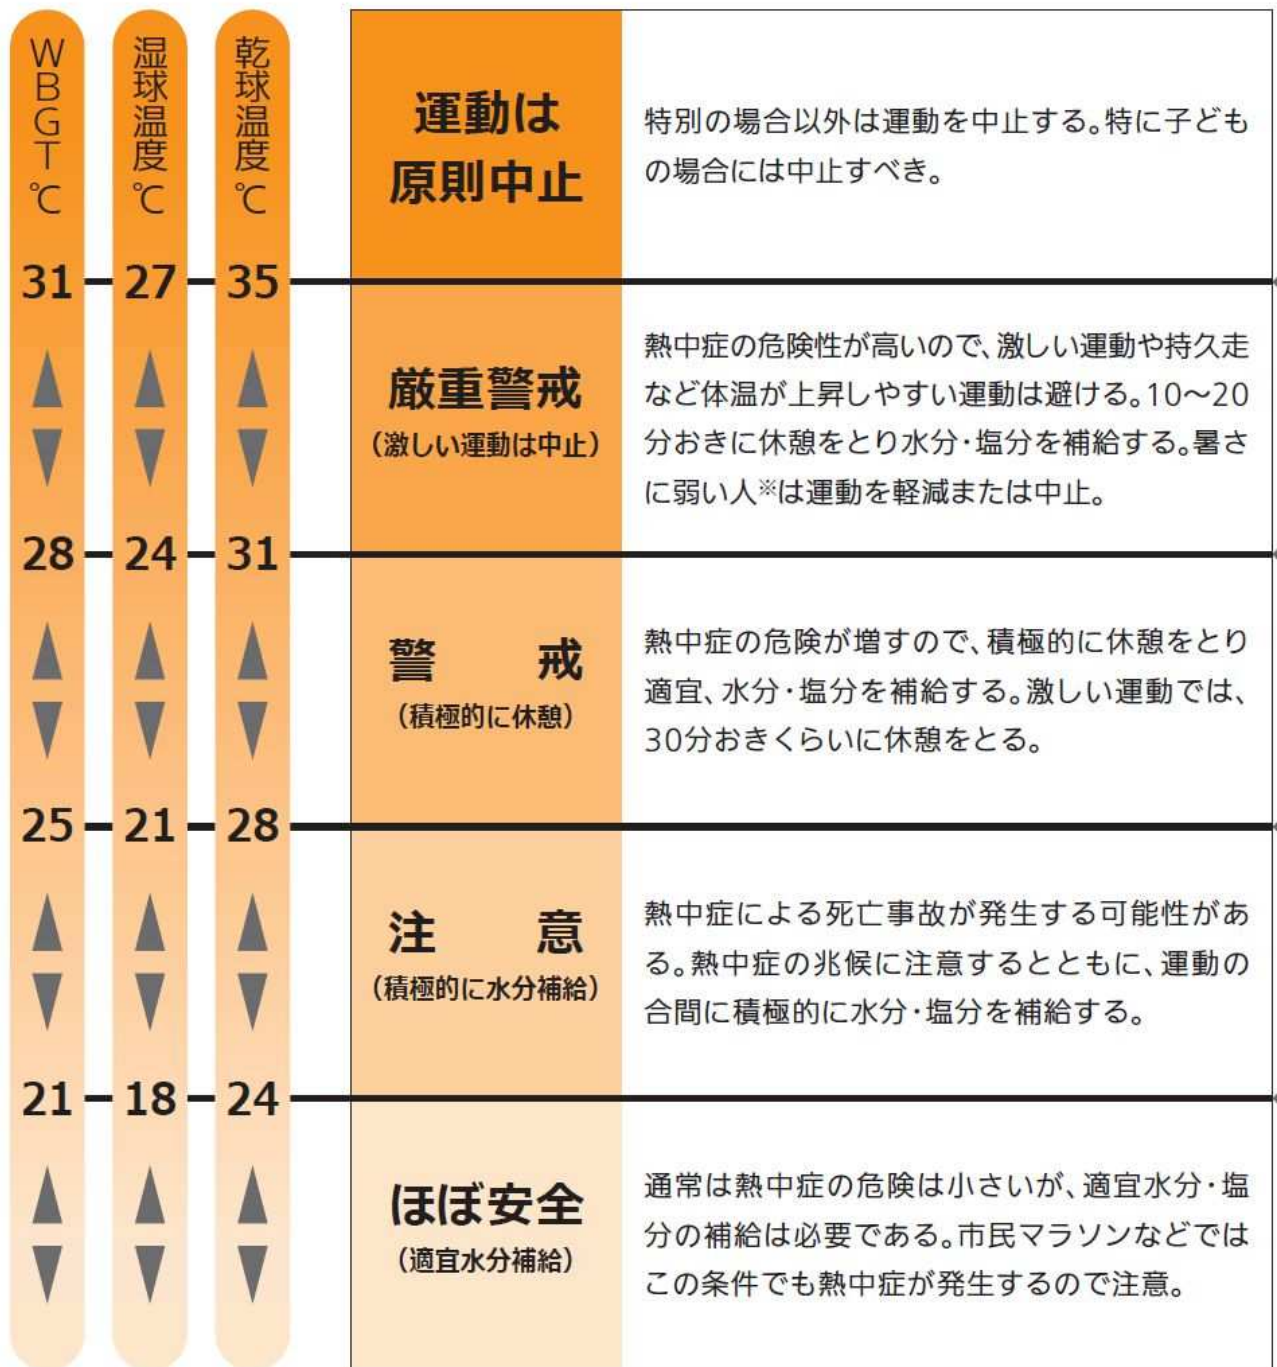 WBGT℃
湿球温度℃
乾球温度℃
運動は
原則中止
特別の場合以外は運動を中止する。特に子ども
の場合には中止すべき。
31 27 35
厳重警戒
（激しい運動は中止）
熱中症の危険性が高いので、激しい運動や持久走
など体温が上昇しやすい運動は避ける。10〜20
分おきに休憩をとり水分・塩分を補給する。暑さ
に弱い人※は運動を軽減または中止。
28 24 31
警　　戒
（積極的に休憩）
熱中症の危険が増すので、積極的に休憩をとり
適宜、水分・塩分を補給する。激しい運動では、
30分おきくらいに休憩をとる。
25 21 28
注　　意
（積極的に水分補給）
熱中症による死亡事故が発生する可能性があ
る。熱中症の兆候に注意するとともに、運動の
合間に積極的に水分・塩分を補給する。
21 18 24
ほぼ安全
（適宜水分補給）
通常は熱中症の危険は小さいが、適宜水分・塩
分の補給は必要である。市民マラソンなどでは
この条件でも熱中症が発生するので注意。